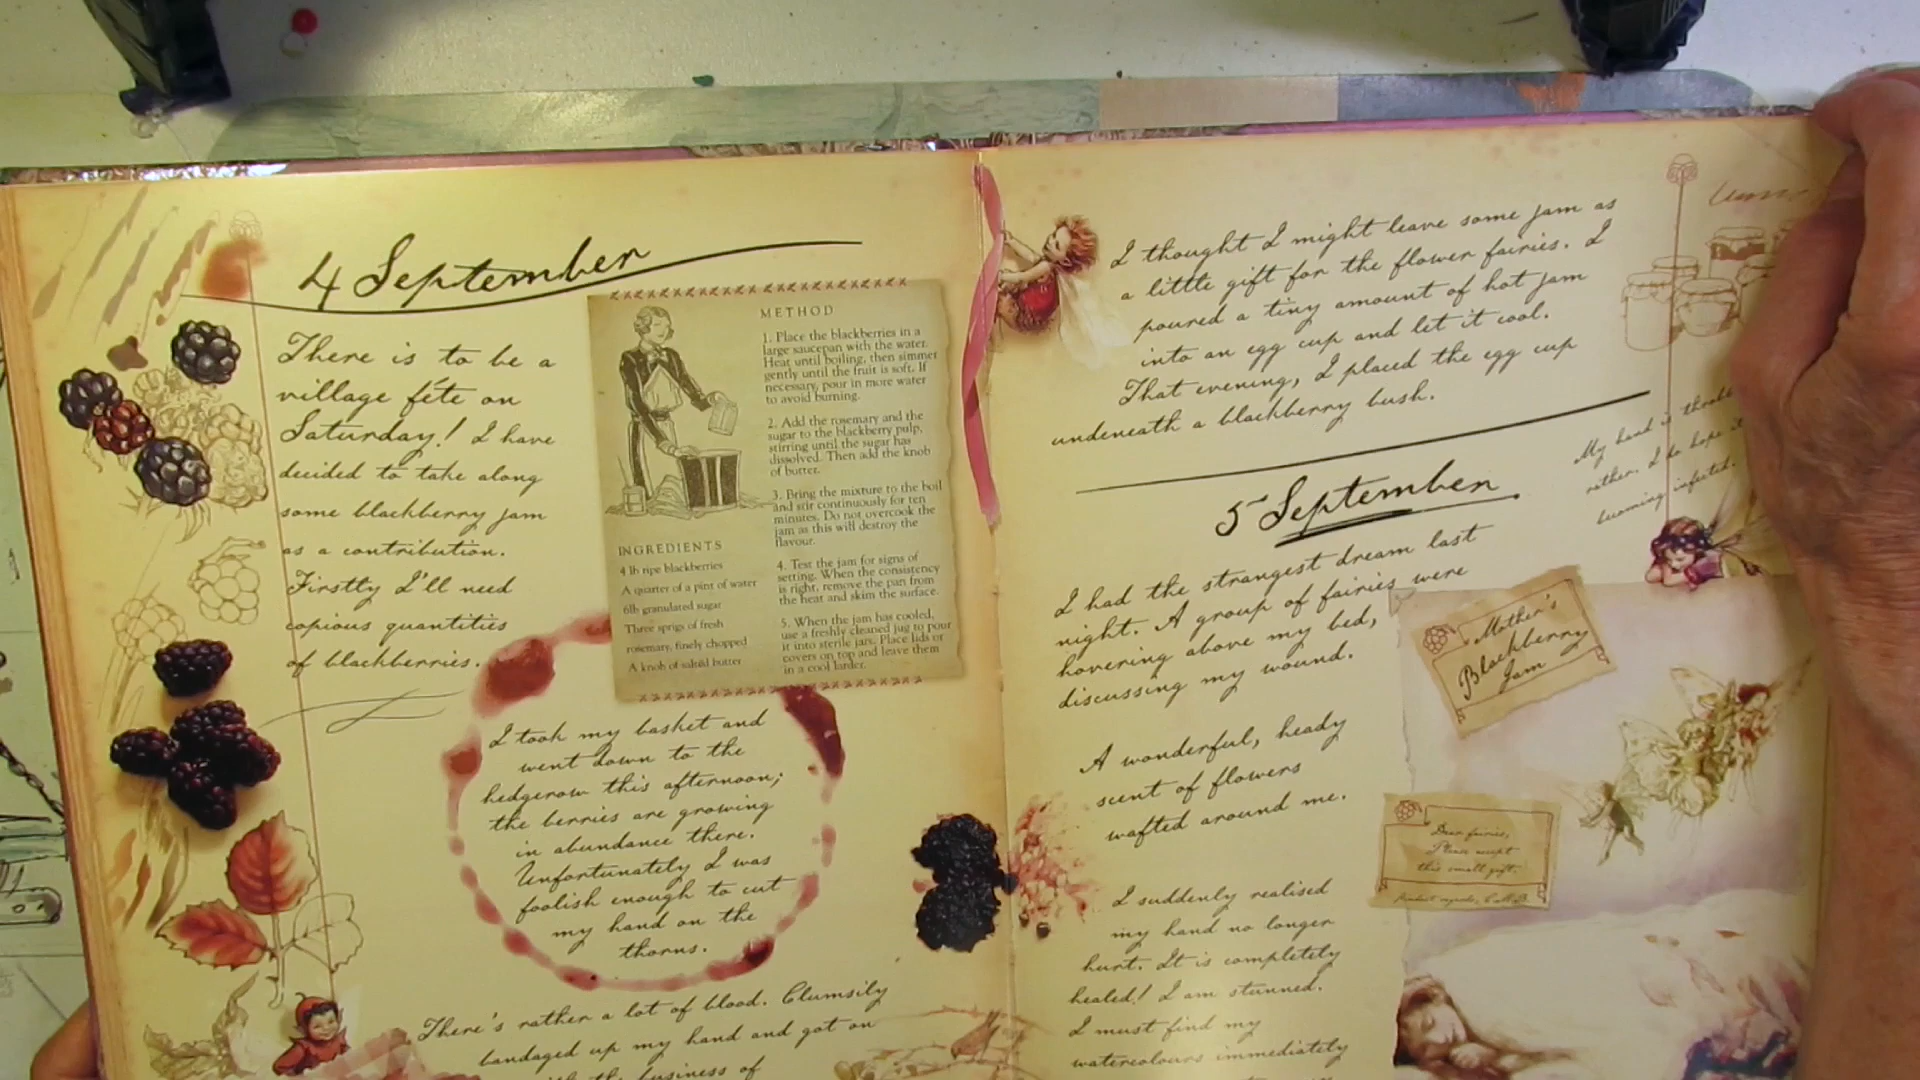 4 September
There is to be a
village fête on
Saturday! I have
decided to take along
some blackberry jam
as a contribution.
Firstly I'll need
copious quantities
of blackberries.
INGREDIENTS
4 lb ripe blackberries
A quarter of a pint of water
6lb granulated sugar
Three sprigs of fresh
rosemary, finely chopped
A knob of salted butter
METHOD
1. Place the blackberries in a
large saucepan with the water.
Heat until boiling, then simmer
gently until the fruit is soft. If
necessary, pour in more water
to avoid burning.
2. Add the rosemary and the
sugar to the blackberry pulp,
stirring until the sugar has
dissolved. Then add the knob
of butter.
3. Bring the mixture to the boil
and stir continuously for ten
minutes. Do not overcook the
jam as this will destroy the
flavour.
4. Test the jam for signs of
setting. When the consistency
is right, remove the pan from
the heat and skim the surface.
5. When the jam has cooled,
use a freshly cleaned jug to pour
it into sterile jars. Place lids or
covers on top and leave them
in a cool larder.
I took my basket and
went down to the
hedgerow this afternoon;
the berries are growing
in abundance there.
Unfortunately I was
foolish enough to cut
my hand on the
thorns.
There's rather a lot of blood. Clumsily
bandaged up my hand and got on
with the business of
I thought I might leave some jam as
a little gift for the flower fairies. I
poured a tiny amount of hot jam
into an egg cup and let it cool.
That evening, I placed the egg cup
underneath a blackberry bush.
My hand is
rather. I do hope it
becoming infected.
5 September
I had the strangest dream last
night. A group of fairies were
hovering above my bed,
discussing my wound.
A wonderful, heady
scent of flowers
wafted around me.
I suddenly realised
my hand no longer
hurt. It is completely
healed! I am stunned.
I must find my
watercolours immediately
Mother's
Blackberry
Jam
Dear fairies,
Please accept
this small gift.